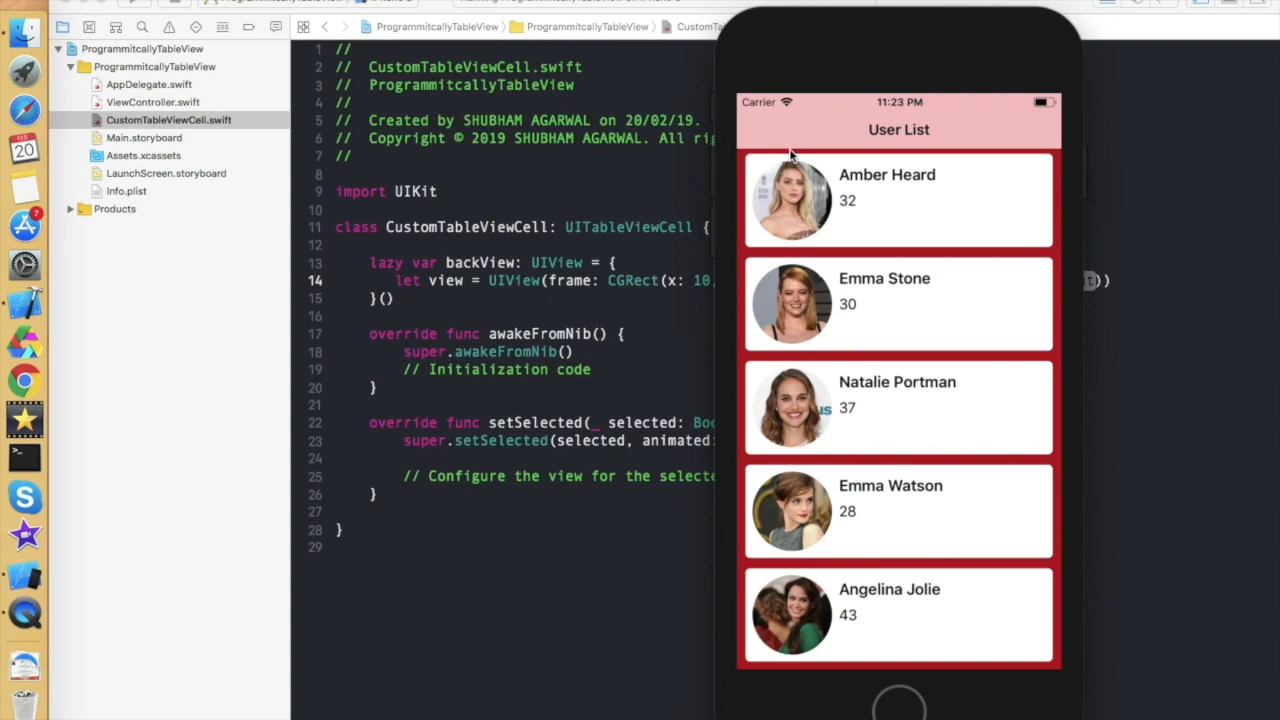 ProgrammitcallyTableView
ProgrammitcallyTableView
AppDelegate.swift
ViewController.swift
CustomTableViewCell.swift
Main.storyboard
Assets.xcassets
LaunchScreen.storyboard
Info.plist
Products
FEB
20
7
ProgrammitcallyTableView
ProgrammitcallyTableView
1 //
2 // CustomTableViewCell.swift
3 // ProgrammitcallyTableView
4 //
5 // Created by SHUBHAM AGARWAL on 20/02/19.
6 // Copyright © 2019 SHUBHAM AGARWAL. All
7 //
8
9 import UIKit
10
11 class CustomTableViewCell: UITableViewCell {
12
13 lazy var backView: UIView = {
14 let view = UIView(frame: CGRect(x: 10,
15 }()
16
17 override func awakeFromNib() {
18 super.awakeFromNib()
19 // Initialization code
20 }
21
22 override func setSelected(_ selected:
23 super.setSelected(selected, animated:
24
25 // Configure the view for the
26 }
27
28 }
29
))
Carrier 11:23 PM
User List
Amber Heard
32
Emma Stone
30
Natalie Portman
37
Emma Watson
28
Angelina Jolie
43